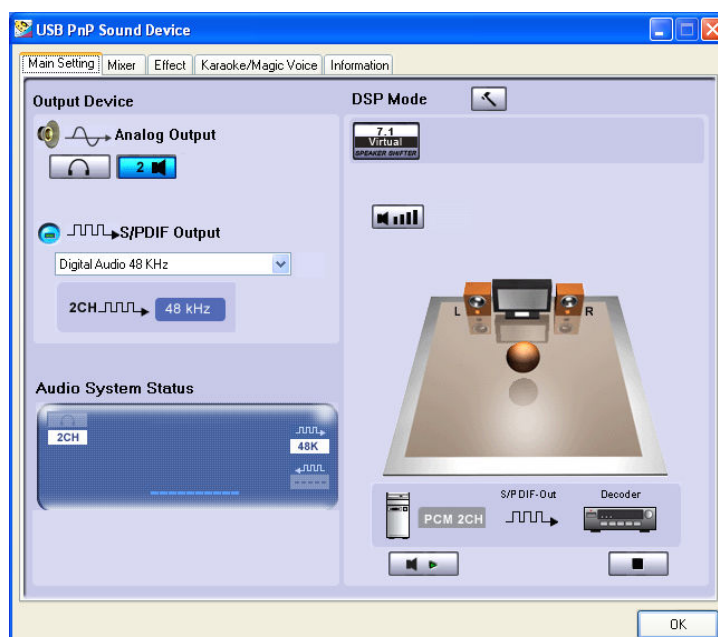 USB PnP Sound Device
Main Setting
Mixer
Effect
Karaoke/Magic Voice
Information
Output Device
Analog Output
2
S/PDIF Output
Digital Audio 48 KHz
2CH
48 kHz
Audio System Status
2CH
48K
-----
DSP Mode
7.1
Virtual
SPEAKER SHIFTER
L
R
S/PDIF-Out
Decoder
PCM 2CH
OK